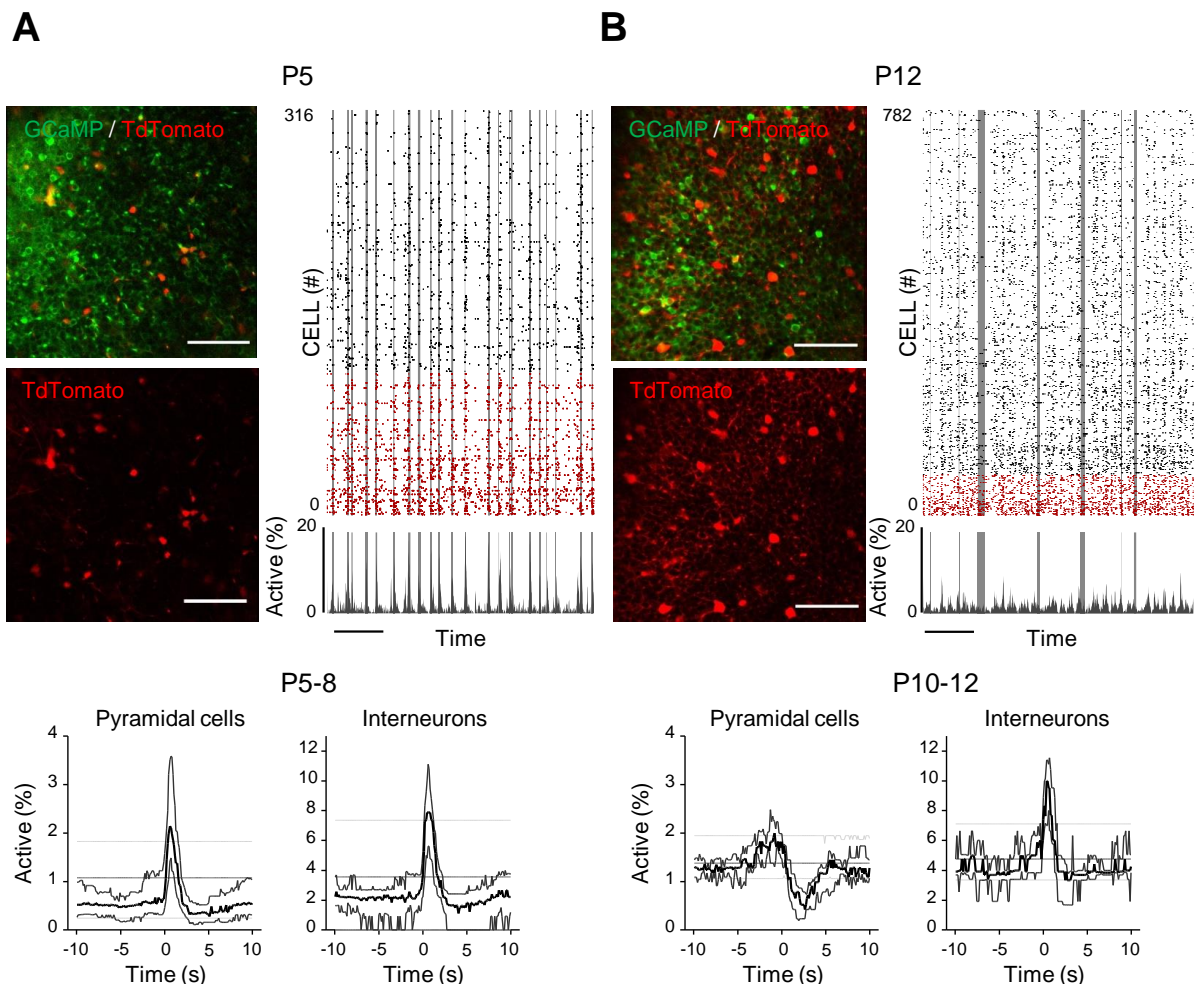 A
B
P5
P12
GCaMP / TdTomato
316
CELL (#)
0
TdTomato
20
Active (%)
0
Time
GCaMP / TdTomato
782
CELL (#)
0
TdTomato
20
Active (%)
0
Time
P5-8
P10-12
Pyramidal cells
4
3
2
1
0
Active (%)
-10 -5 0 5 10
Time (s)
Interneurons
12
10
8
6
4
2
0
-10 -5 0 5 10
Time (s)
Pyramidal cells
4
3
2
1
0
Active (%)
-10 -5 0 5 10
Time (s)
Interneurons
12
10
8
6
4
2
0
-10 -5 0 5 10
Time (s)